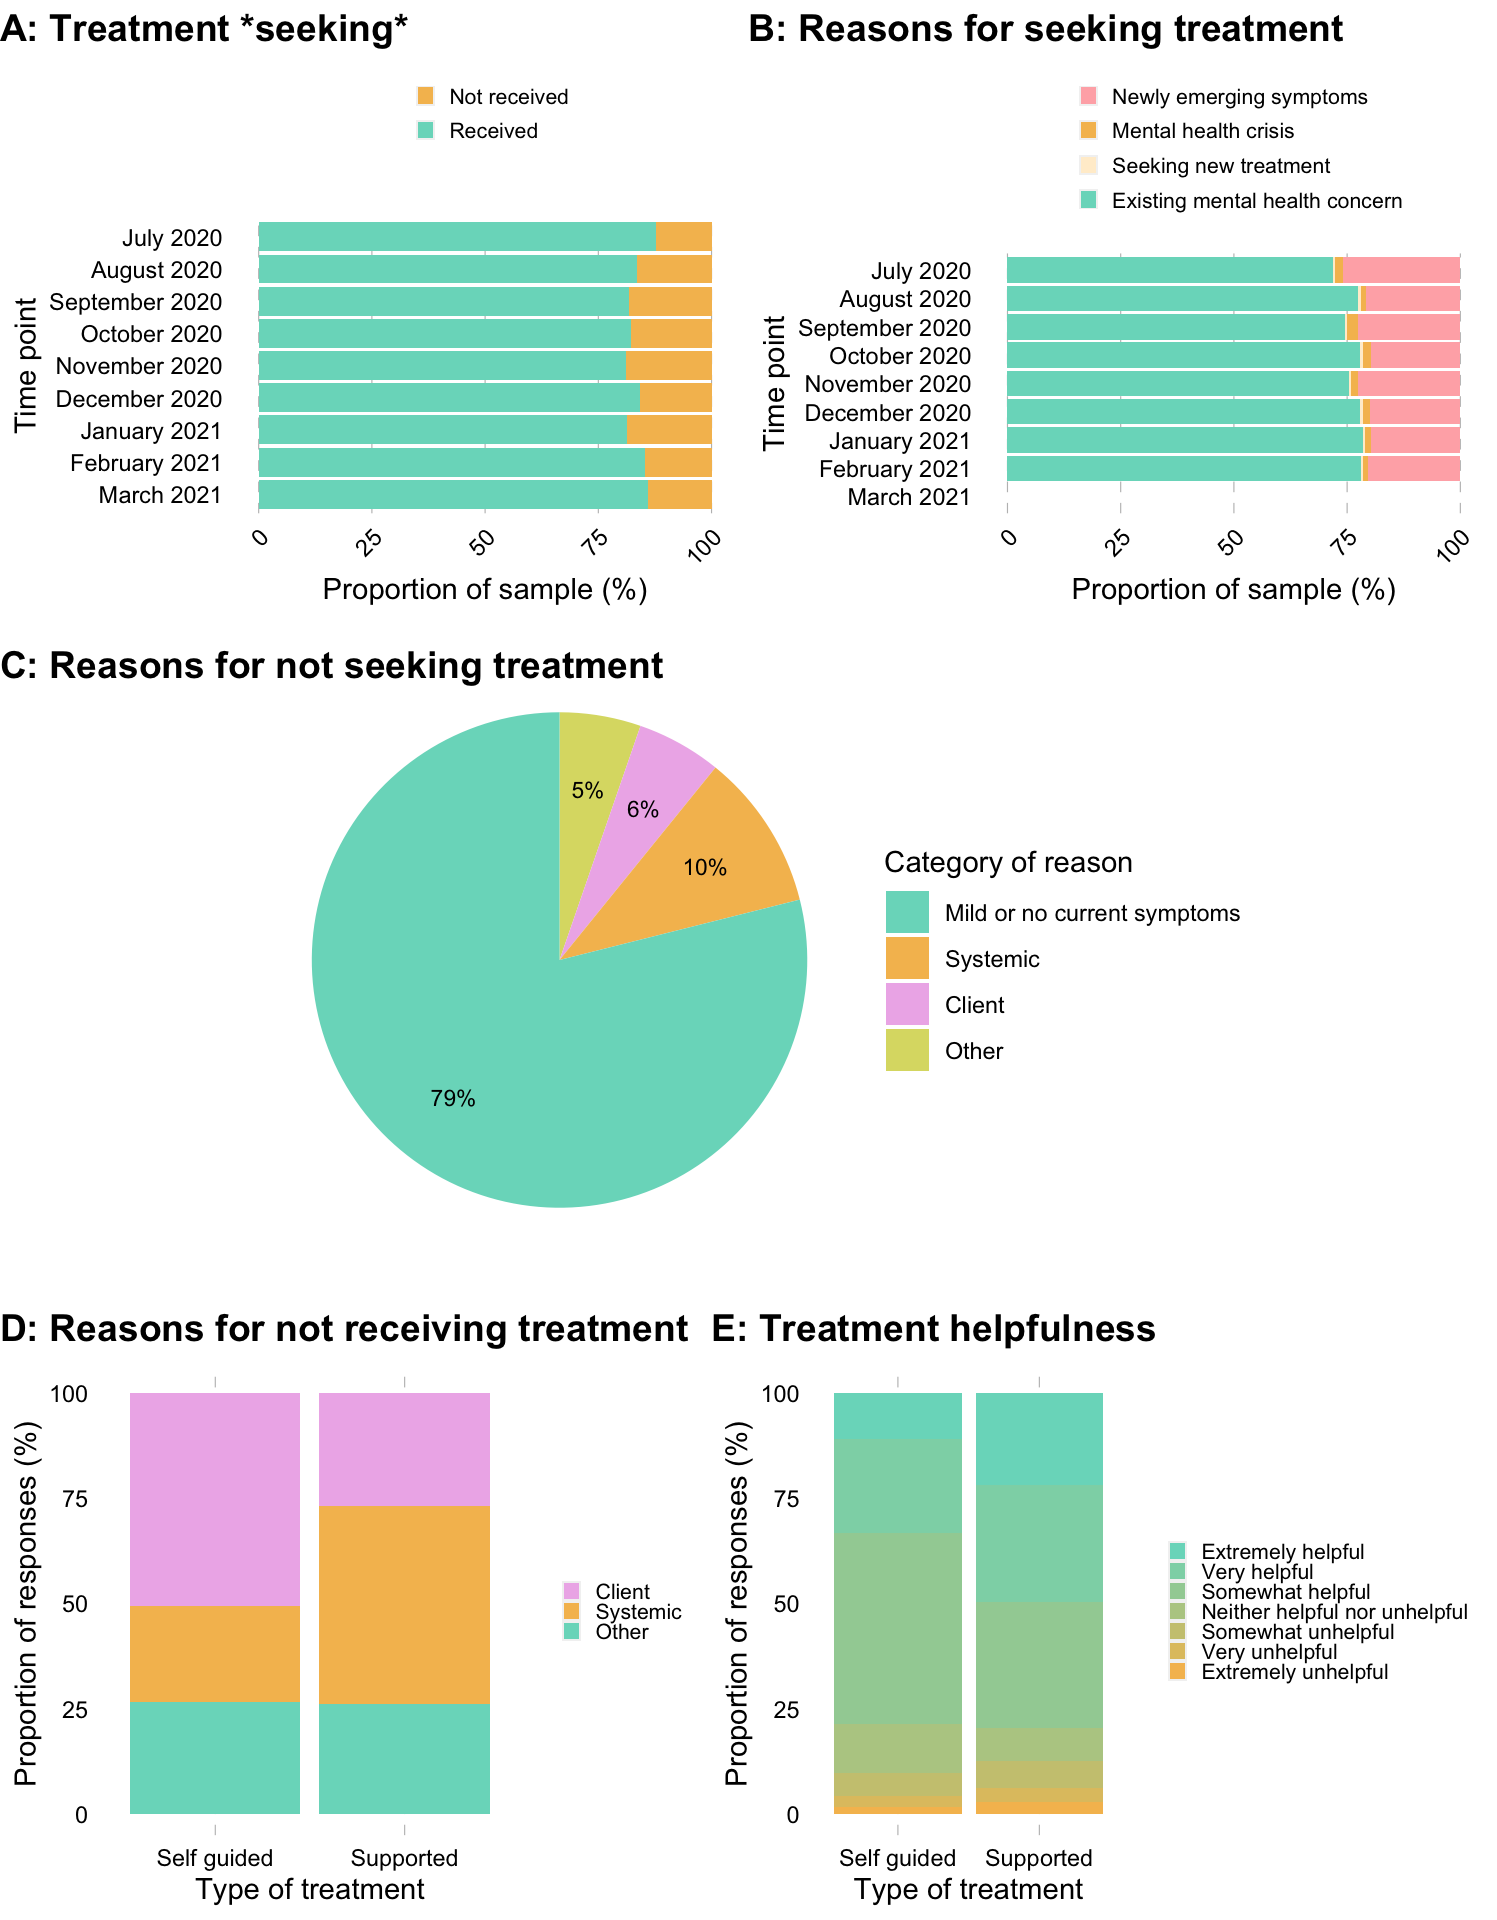 A: Treatment *seeking*
Not received
Received
July 2020
August 2020
September 2020
October 2020
November 2020
December 2020
January 2021
February 2021
March 2021
Time point
0
25
50
75
100
Proportion of sample (%)
B: Reasons for seeking treatment
Newly emerging symptoms
Mental health crisis
Seeking new treatment
Existing mental health concern
July 2020
August 2020
September 2020
October 2020
November 2020
December 2020
January 2021
February 2021
March 2021
Time point
0
25
50
75
100
Proportion of sample (%)
C: Reasons for not seeking treatment
5%
6%
10%
79%
Category of reason
Mild or no current symptoms
Systemic
Client
Other
D: Reasons for not receiving treatment
100
75
50
25
0
Proportion of responses (%)
Self guided
Supported
Type of treatment
Client
Systemic
Other
E: Treatment helpfulness
100
75
50
25
0
Proportion of responses (%)
Self guided
Supported
Type of treatment
Extremely helpful
Very helpful
Somewhat helpful
Neither helpful nor unhelpful
Somewhat unhelpful
Very unhelpful
Extremely unhelpful